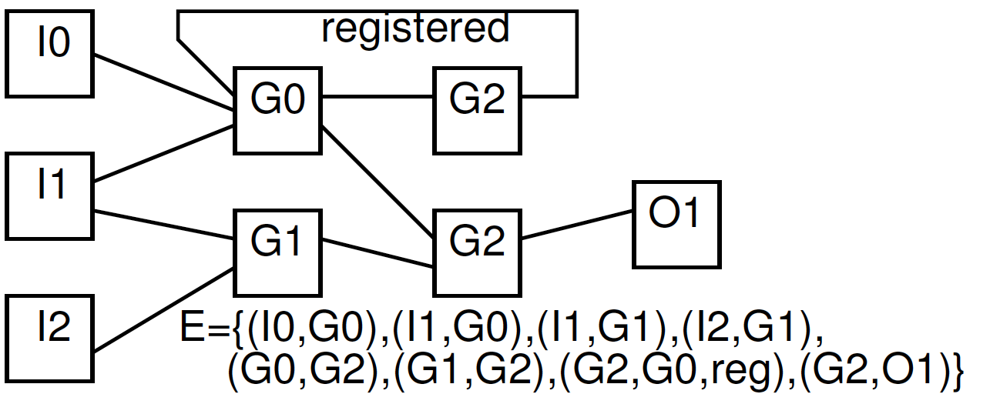 registered
I0
G0
G2
I1
O1
G1
G2
I2
E={(I0,G0),(I1,G0),(I1,G1),(I2,G1),
(G0,G2),(G1,G2),(G2,G0,reg),(G2,O1)}